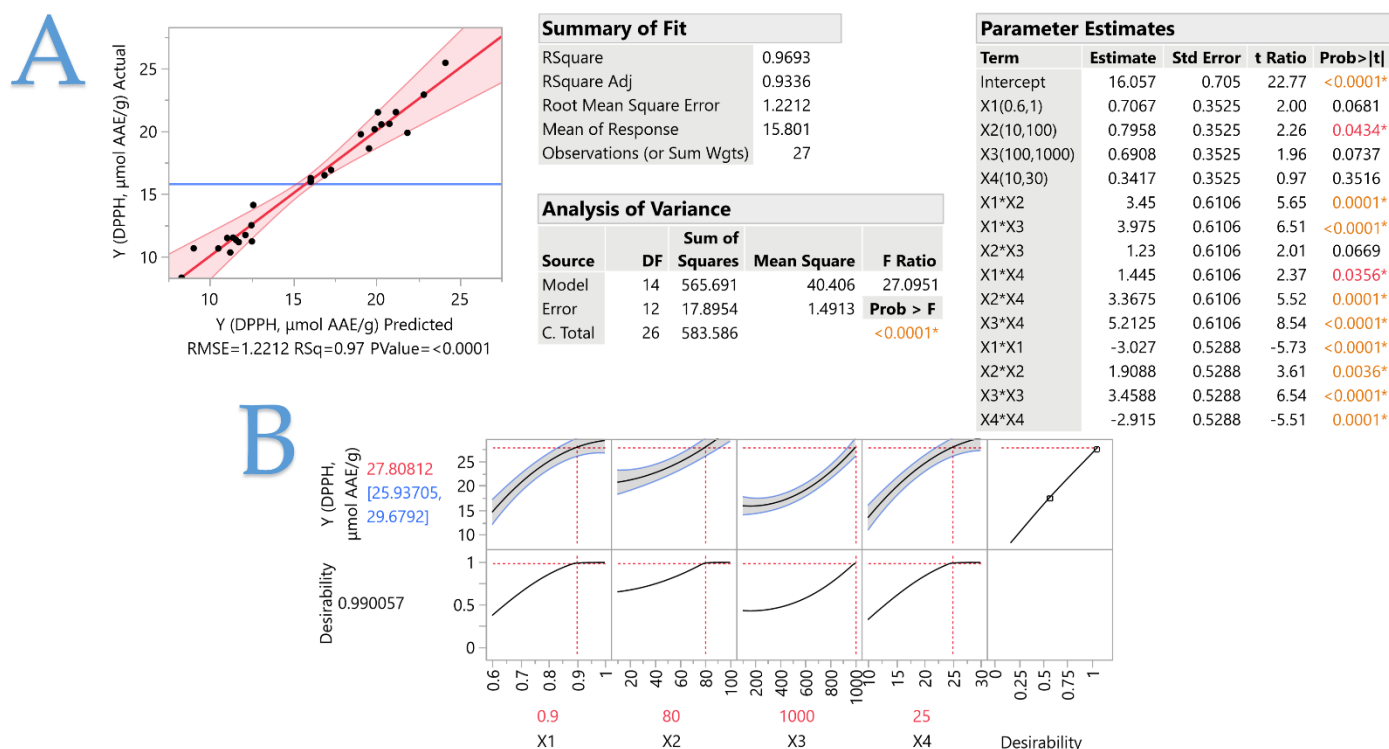 A
Y (DPPH, μmol AAE/g) Actual
25
20
15
10
10 15 20 25
Y (DPPH, μmol AAE/g) Predicted
RMSE=1.2212 RSq=0.97 PValue=<0.0001
Summary of Fit
RSquare 0.9693
RSquare Adj 0.9336
Root Mean Square Error 1.2212
Mean of Response 15.801
Observations (or Sum Wgts) 27
Analysis of Variance
Sum of
Source DF Squares Mean Square F Ratio
Model 14 565.691 40.406 27.0951
Error 12 17.8954 1.4913 Prob > F
C. Total 26 583.586 <0.0001*
Parameter Estimates
Term Estimate Std Error t Ratio Prob>|t|
Intercept 16.057 0.705 22.77 <0.0001*
X1(0.6,1) 0.7067 0.3525 2.00 0.0681
X2(10,100) 0.7958 0.3525 2.26 0.0434*
X3(100,1000) 0.6908 0.3525 1.96 0.0737
X4(10,30) 0.3417 0.3525 0.97 0.3516
X1*X2 3.45 0.6106 5.65 0.0001*
X1*X3 3.975 0.6106 6.51 <0.0001*
X2*X3 1.23 0.6106 2.01 0.0669
X1*X4 1.445 0.6106 2.37 0.0356*
X2*X4 3.3675 0.6106 5.52 0.0001*
X3*X4 5.2125 0.6106 8.54 <0.0001*
X1*X1 -3.027 0.5288 -5.73 <0.0001*
X2*X2 1.9088 0.5288 3.61 0.0036*
X3*X3 3.4588 0.5288 6.54 <0.0001*
X4*X4 -2.915 0.5288 -5.51 0.0001*
B
Y (DPPH,
μmol AAE/g)
27.80812
[25.93705,
29.6792]
25
20
15
10
Desirability
0.990057
1
0.5
0
0.6 0.7 0.8 0.9 1
20 40 60 80 100
100 200 300 400 500 600 700 800 900 1000
10 15 20 25 30
0 0.25 0.5 0.75 1
0.9 80 1000 25
X1 X2 X3 X4 Desirability